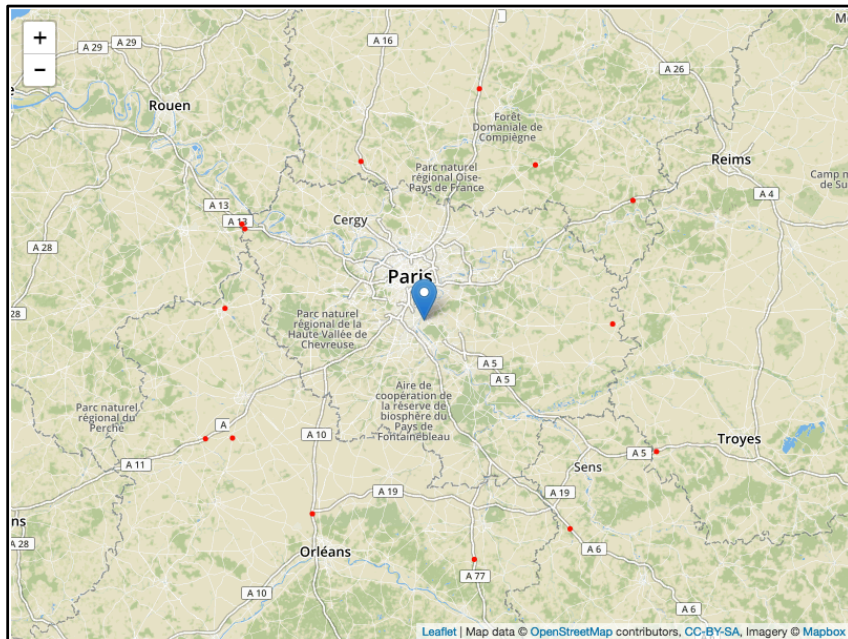 +
−
A 29
A 29
A 16
A 26
Rouen
Forêt
Domaniale de
Compiègne
Reims
Parc naturel
régional Oise-
Pays de France
Camp m
de Su
A 4
A 13
A 13
Cergy
A 28
Paris
Parc naturel
régional de la
Haute Vallée de
Chevreuse
A 5
A 5
Aire de
coopération de
la réserve de
biosphère du
Pays de
Fontainebleau
Parc naturel
régional du
Perche
A
A 10
Troyes
A 5
A 11
Sens
A 19
A 19
ns
A 28
Orléans
A 6
A 77
A 10
A 6
Leaflet | Map data © OpenStreetMap contributors, CC-BY-SA, Imagery © Mapbox